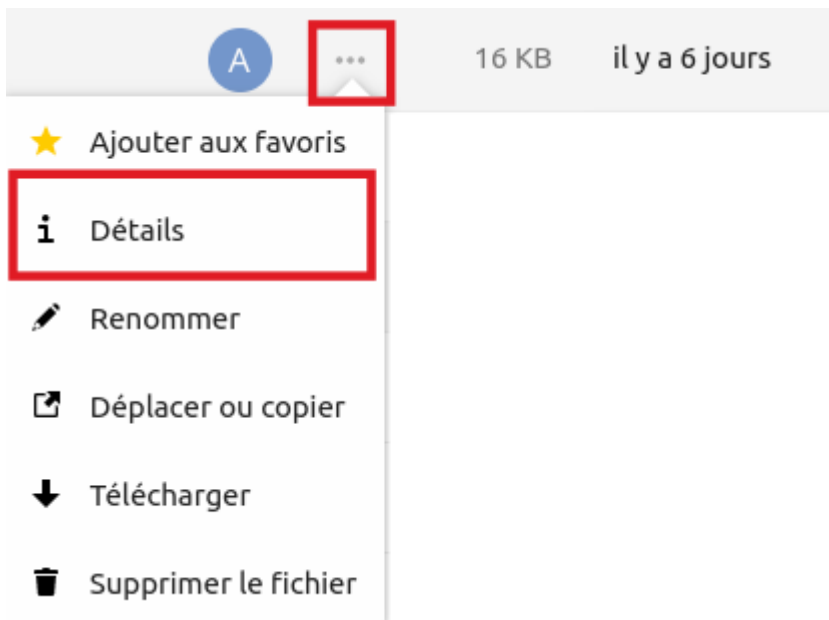 A ... 16 KB il y a 6 jours
Ajouter aux favoris
Détails
Renommer
Déplacer ou copier
Télécharger
Supprimer le fichier